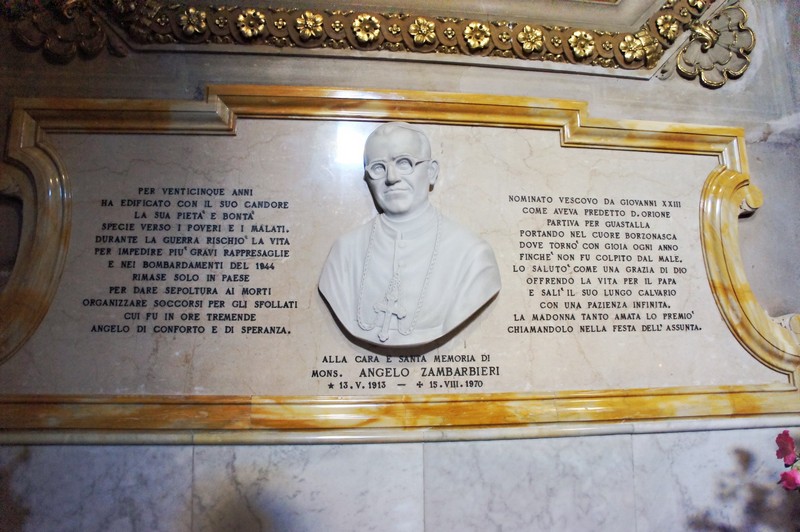 PER VENTICINQUE ANNI
HA EDIFICATO CON IL SUO CANDORE
LA SUA PIETA' E BONTA'
SPECIE VERSO I POVERI E I MALATI.
DURANTE LA GUERRA RISCHIO' LA VITA
PER IMPEDIRE PIU' GRAVI RAPPRESAGLIE
E NEI BOMBARDAMENTI DEL 1944
RIMASE SOLO IN PAESE
PER DARE SEPOLTURA AI MORTI
ORGANIZZARE SOCCORSI PER GLI SFOLLATI
CUI FU IN ORE TREMENDE
ANGELO DI CONFORTO E DI SPERANZA.
NOMINATO VESCOVO DA GIOVANNI XXIII
COME AVEVA PREDETTO D. ORIONE
PARTIVA PER GUASTALLA
PORTANDO NEL CUORE BORZONASCA
DOVE TORNO' CON GIOIA OGNI ANNO
FINCHE' NON FU COLPITO DAL MALE.
LO SALUTO' COME UNA GRAZIA DI DIO
OFFRENDO LA VITA PER IL PAPA
E SALI' IL SUO LUNGO CALVARIO
CON UNA PAZIENZA INFINITA.
LA MADONNA TANTO AMATA LO PREMIO'
CHIAMANDOLO NELLA FESTA DELL'ASSUNTA.
ALLA CARA E SANTA MEMORIA DI
MONS. ANGELO ZAMBARBIERI
★ 13.V.1913 — ✝ 15.VIII.1970